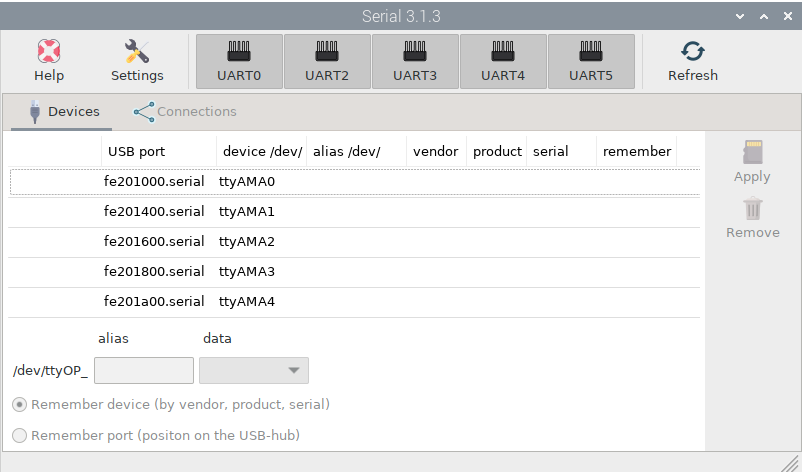 Serial 3.1.3
Help Settings UART0 UART2 UART3 UART4 UART5 Refresh
Devices Connections
USB port device /dev/ alias /dev/ vendor product serial remember
fe201000.serial ttyAMA0
fe201400.serial ttyAMA1
fe201600.serial ttyAMA2
fe201800.serial ttyAMA3
fe201a00.serial ttyAMA4
Apply
Remove
alias data
/dev/ttyOP_
Remember device (by vendor, product, serial)
Remember port (positon on the USB-hub)